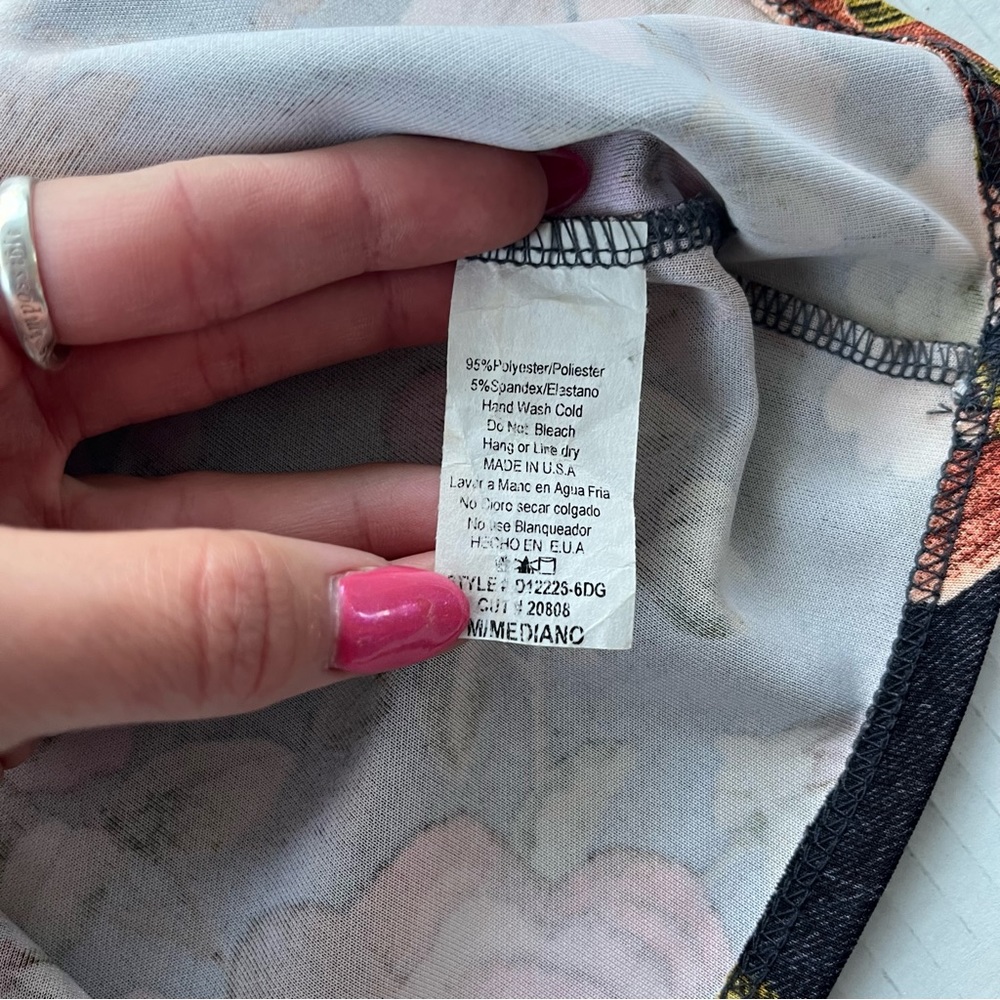 95%Polyester/Poliester
5%Spandex/Elastano
Hand Wash Cold
Do Not Bleach
Hang or Line dry
MADE IN U.S.A
Lavar a Mano en Agua Fria
No Cloro secar colgado
No use Blanqueador
HECHO EN E.U.A
STYLE # D12226-6DG
CUT # 20808
M/MEDIANO